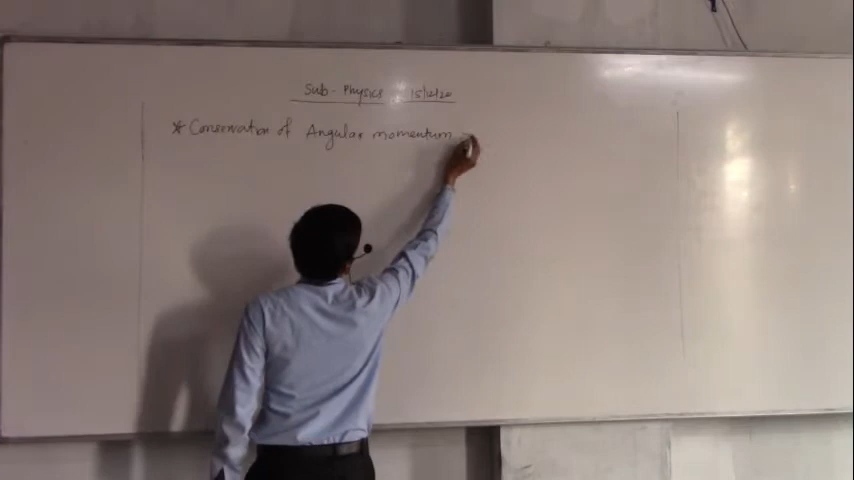 Sub - Physics 15/12/20
* Conservation of Angular momentum